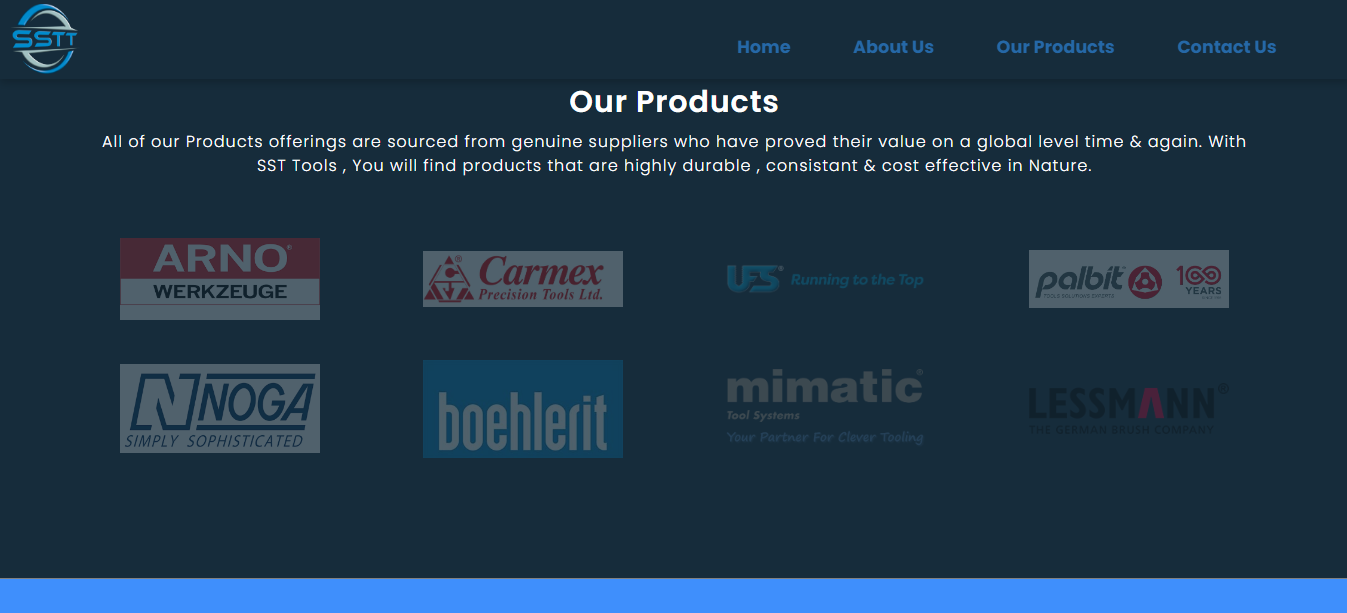 SSTT
Home About Us Our Products Contact Us
Our Products
All of our Products offerings are sourced from genuine suppliers who have proved their value on a global level time & again. With
SST Tools , You will find products that are highly durable , consistant & cost effective in Nature.
ARNO®
WERKZEUGE
Carmex®
Precision Tools Ltd.
UFS® Running to the Top
palbit™
TOOLS SOLUTIONS EXPERTS
100
YEARS
NOGA
SIMPLY SOPHISTICATED
boehlerit
mimatic®
Tool Systems
Your Partner For Clever Tooling
LESSMANN®
THE GERMAN BRUSH COMPANY